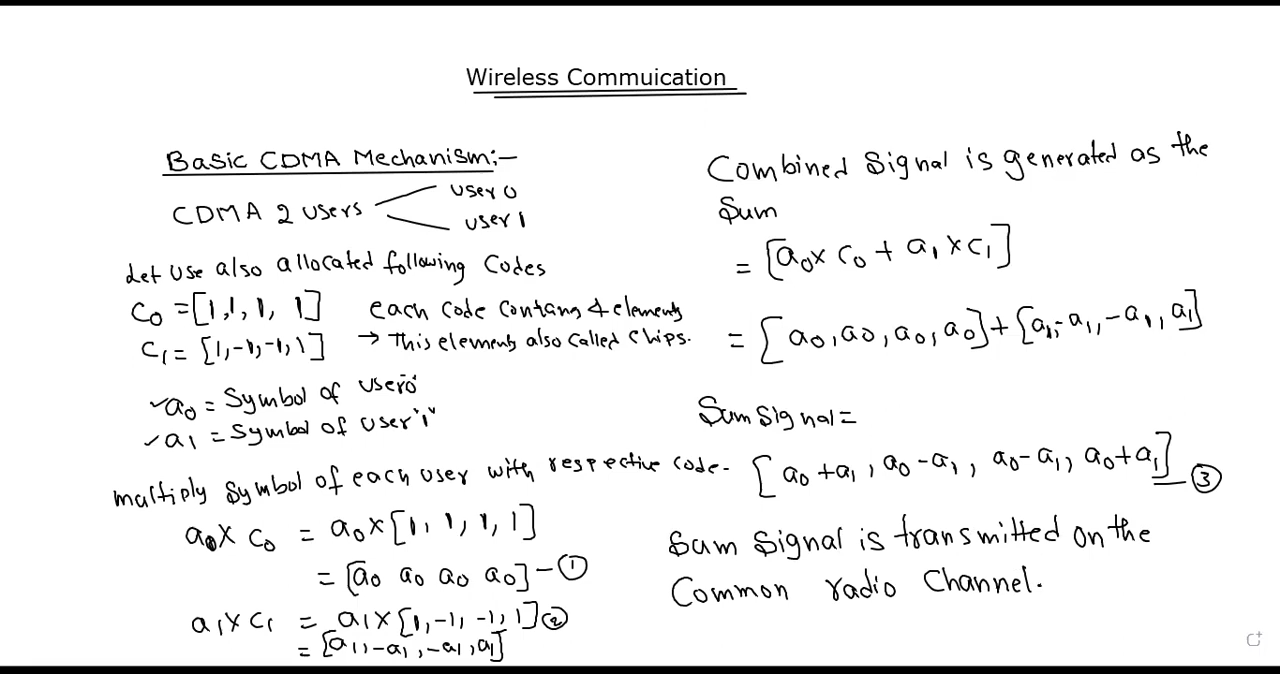 Wireless Commuication
Basic CDMA Mechanism:-
CDMA 2 users
user 0
user 1
Let Use also allocated following Codes
C0 = [1, 1, 1, 1]
each code contains 4 elements
C1 = [1, -1, -1, 1]
→ This elements also called chips.
✓ a0 = Symbol of user "0"
✓ a1 = Symbol of user "1"
multiply symbol of each user with respective code-
a0 x C0 = a0 x [1, 1, 1, 1]
= [a0 a0 a0 a0] - ①
a1 x C1 = a1 x [1, -1, -1, 1] ②
= [a1, -a1, -a1, a1]
Combined Signal is generated as the
Sum
= [a0 x C0 + a1 x C1]
= [a0, a0, a0, a0] + [a1, -a1, -a1, a1]
Sum Signal =
[a0 + a1, a0 - a1, a0 - a1, a0 + a1] - ③
Sum Signal is transmitted on the
Common radio Channel.